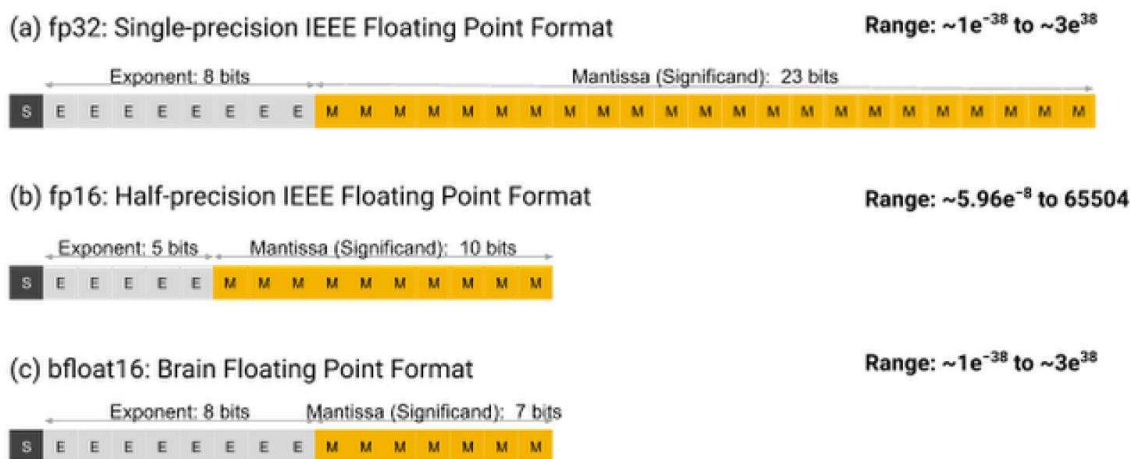 (a) fp32: Single-precision IEEE Floating Point Format Range: ~1e⁻³⁸ to ~3e³⁸
Exponent: 8 bits Mantissa (Significand): 23 bits
S E E E E E E E E M M M M M M M M M M M M M M M M M M M M M M M
(b) fp16: Half-precision IEEE Floating Point Format Range: ~5.96e⁻⁸ to 65504
Exponent: 5 bits Mantissa (Significand): 10 bits
S E E E E E M M M M M M M M M M
(c) bfloat16: Brain Floating Point Format Range: ~1e⁻³⁸ to ~3e³⁸
Exponent: 8 bits Mantissa (Significand): 7 bits
S E E E E E E E E M M M M M M M